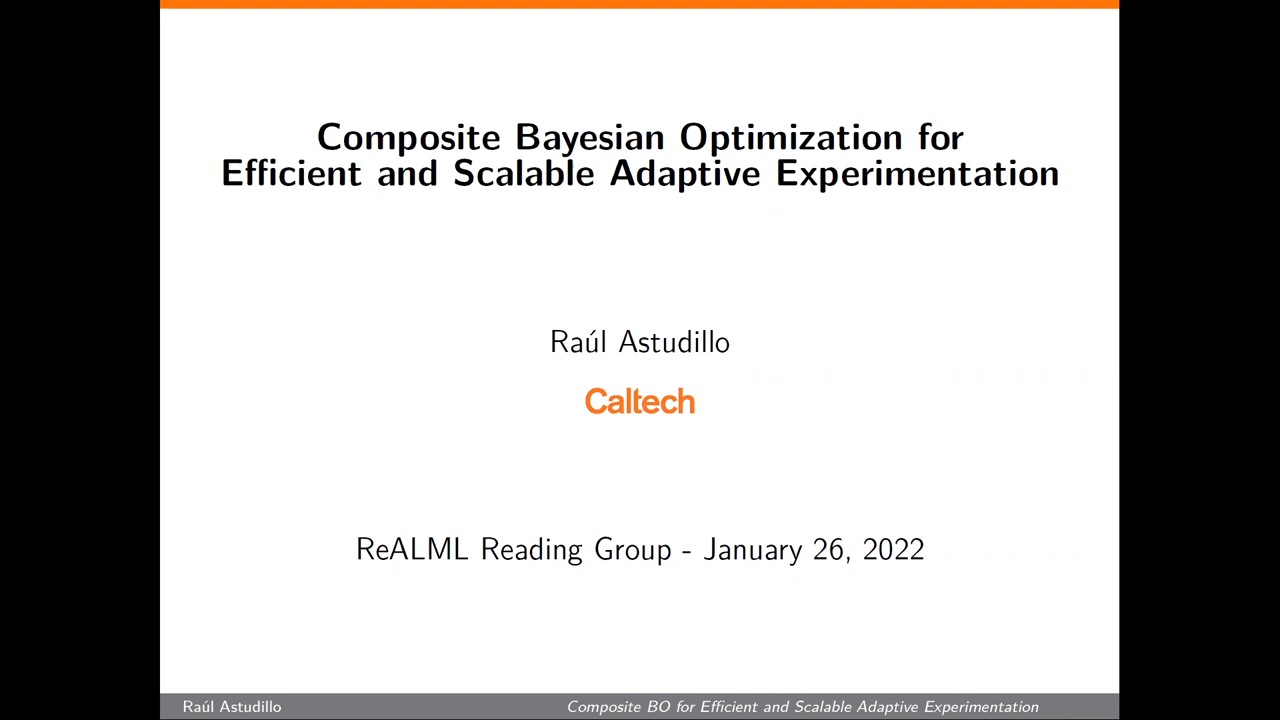 Composite Bayesian Optimization for
Efficient and Scalable Adaptive Experimentation
Raúl Astudillo
Caltech
ReALML Reading Group - January 26, 2022
Raúl Astudillo
Composite BO for Efficient and Scalable Adaptive Experimentation